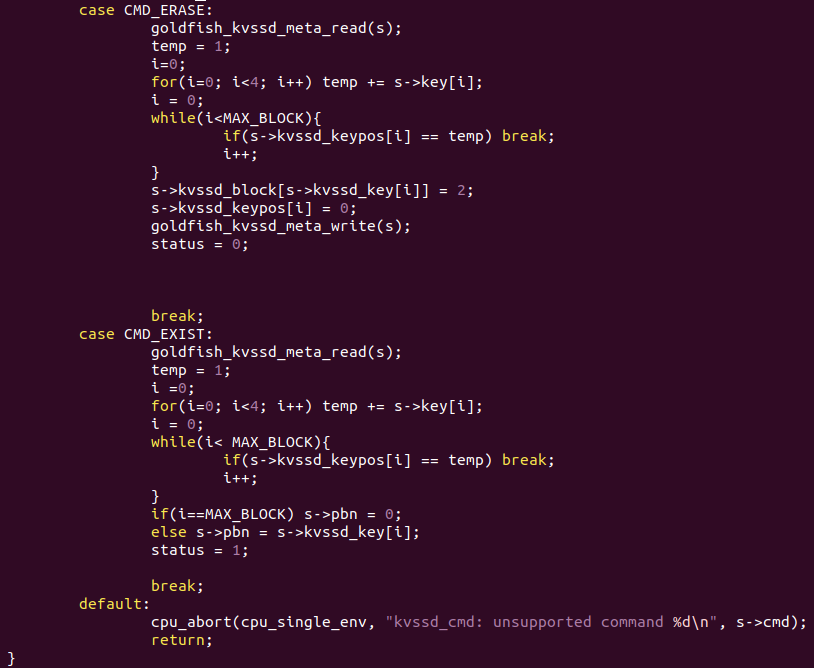 case CMD_ERASE:
goldfish_kvssd_meta_read(s);
temp = 1;
i=0;
for(i=0; i<4; i++) temp += s->key[i];
i = 0;
while(i<MAX_BLOCK){
if(s->kvssd_keypos[i] == temp) break;
i++;
}
s->kvssd_block[s->kvssd_key[i]] = 2;
s->kvssd_keypos[i] = 0;
goldfish_kvssd_meta_write(s);
status = 0;
break;
case CMD_EXIST:
goldfish_kvssd_meta_read(s);
temp = 1;
i =0;
for(i=0; i<4; i++) temp += s->key[i];
i = 0;
while(i< MAX_BLOCK){
if(s->kvssd_keypos[i] == temp) break;
i++;
}
if(i==MAX_BLOCK) s->pbn = 0;
else s->pbn = s->kvssd_key[i];
status = 1;
break;
default:
cpu_abort(cpu_single_env, "kvssd_cmd: unsupported command %d\n", s->cmd);
return;
}